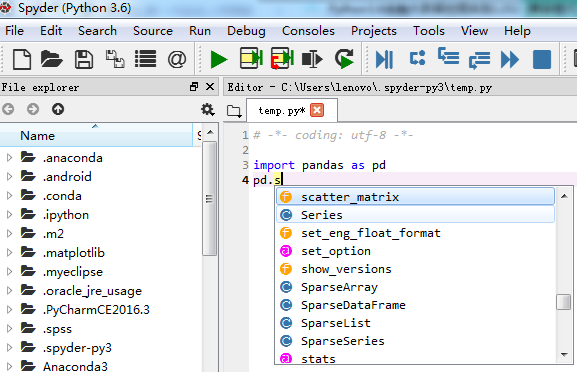 Spyder (Python 3.6)
File Edit Search Source Run Debug Consoles Projects Tools View Help
File explorer
Editor - C:\Users\lenovo\.spyder-py3\temp.py
temp.py*
Name
S
.anaconda
.android
.conda
.ipython
.m2
.matplotlib
.myeclipse
.oracle_jre_usage
.PyCharmCE2016.3
.spss
.spyder-py3
Anaconda3
1 # -*- coding: utf-8 -*-
2
3 import pandas as pd
4 pd.s
f scatter_matrix
C Series
f set_eng_float_format
a set_option
f show_versions
C SparseArray
C SparseDataFrame
C SparseList
C SparseSeries
a stats